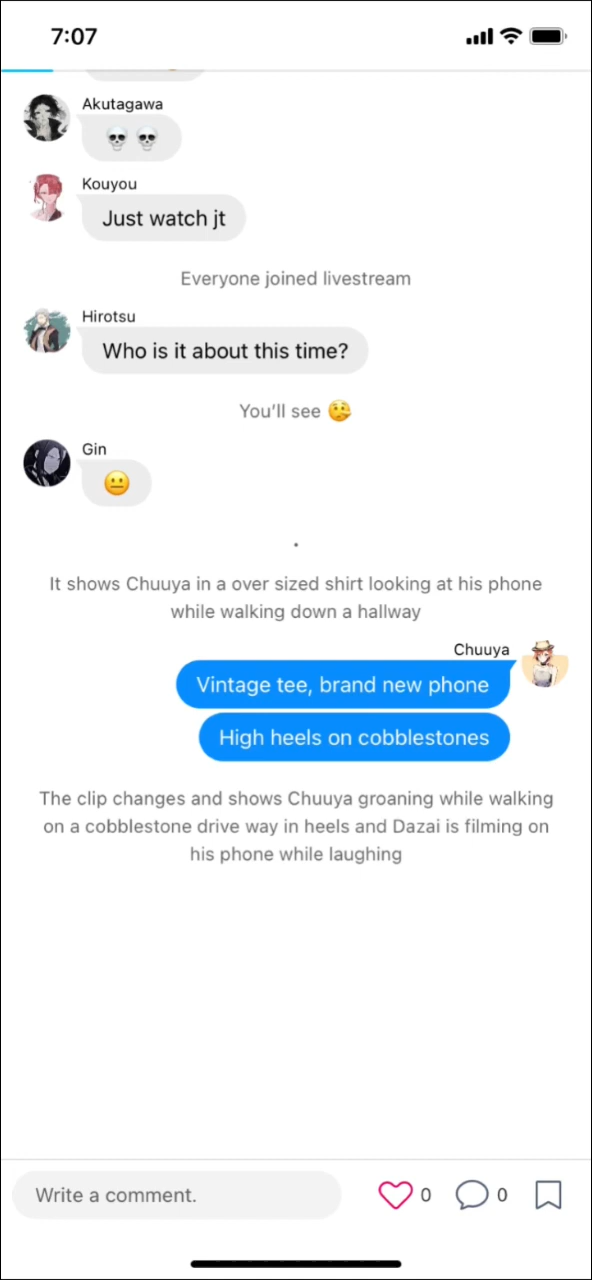 7:07
Akutagawa
💀💀
Kouyou
Just watch jt
Everyone joined livestream
Hirotsu
Who is it about this time?
You'll see 🤥
Gin
😐
.
It shows Chuuya in a over sized shirt looking at his phone
while walking down a hallway
Chuuya
Vintage tee, brand new phone
High heels on cobblestones
The clip changes and shows Chuuya groaning while walking
on a cobblestone drive way in heels and Dazai is filming on
his phone while laughing
Write a comment.
0
0